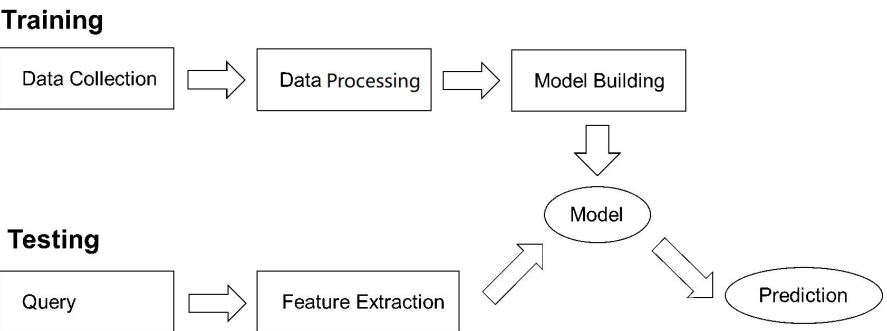 Training
Data Collection
Data Processing
Model Building
Model
Testing
Query
Feature Extraction
Prediction